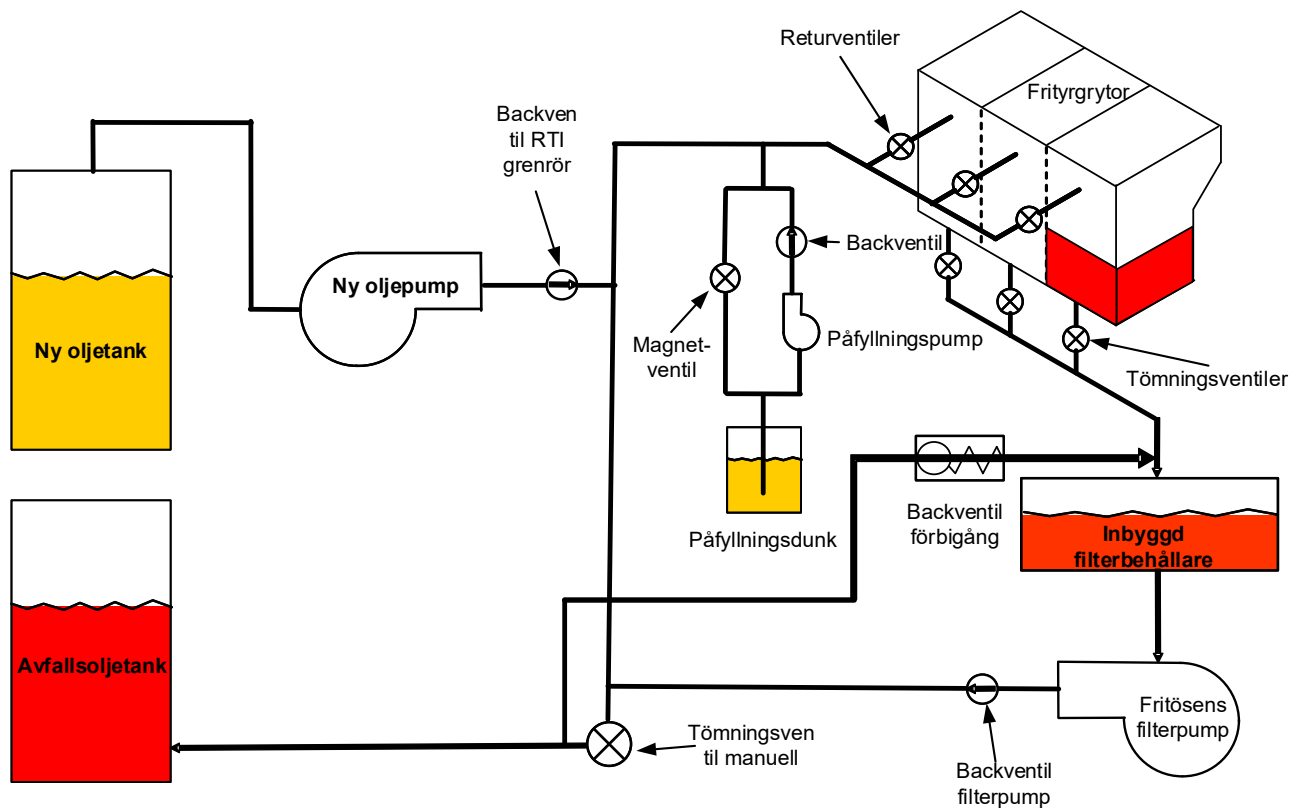 Returventiler
Frityrgrytor
Backven
til RTI
grenrör
Ny oljepump
Backventil
Ny oljetank
Magnet-
ventil
Påfyllningspump
Tömningsventiler
Påfyllningsdunk
Backventil
förbigång
Inbyggd
filterbehållare
Avfallsoljetank
Tömningsven
til manuell
Fritösens
filterpump
Backventil
filterpump